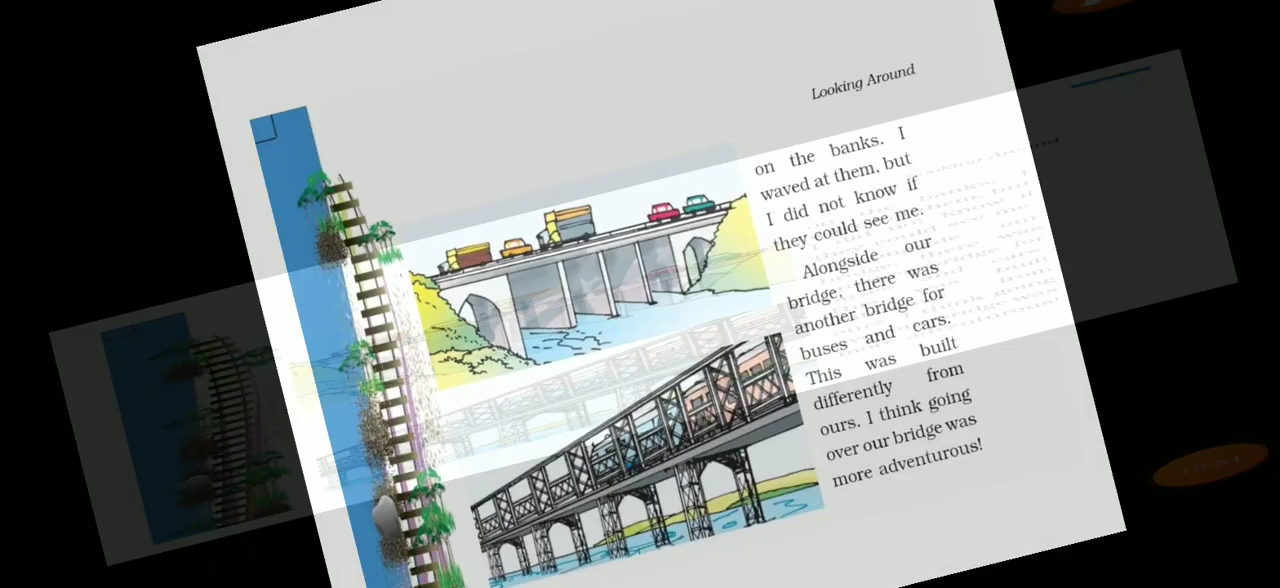 Looking Around
on the banks. I
waved at them, but
I did not know if
they could see me.
Alongside our
bridge, there was
another bridge for
buses and cars.
This was built
differently from
ours. I think going
over our bridge was
more adventurous!
10:51